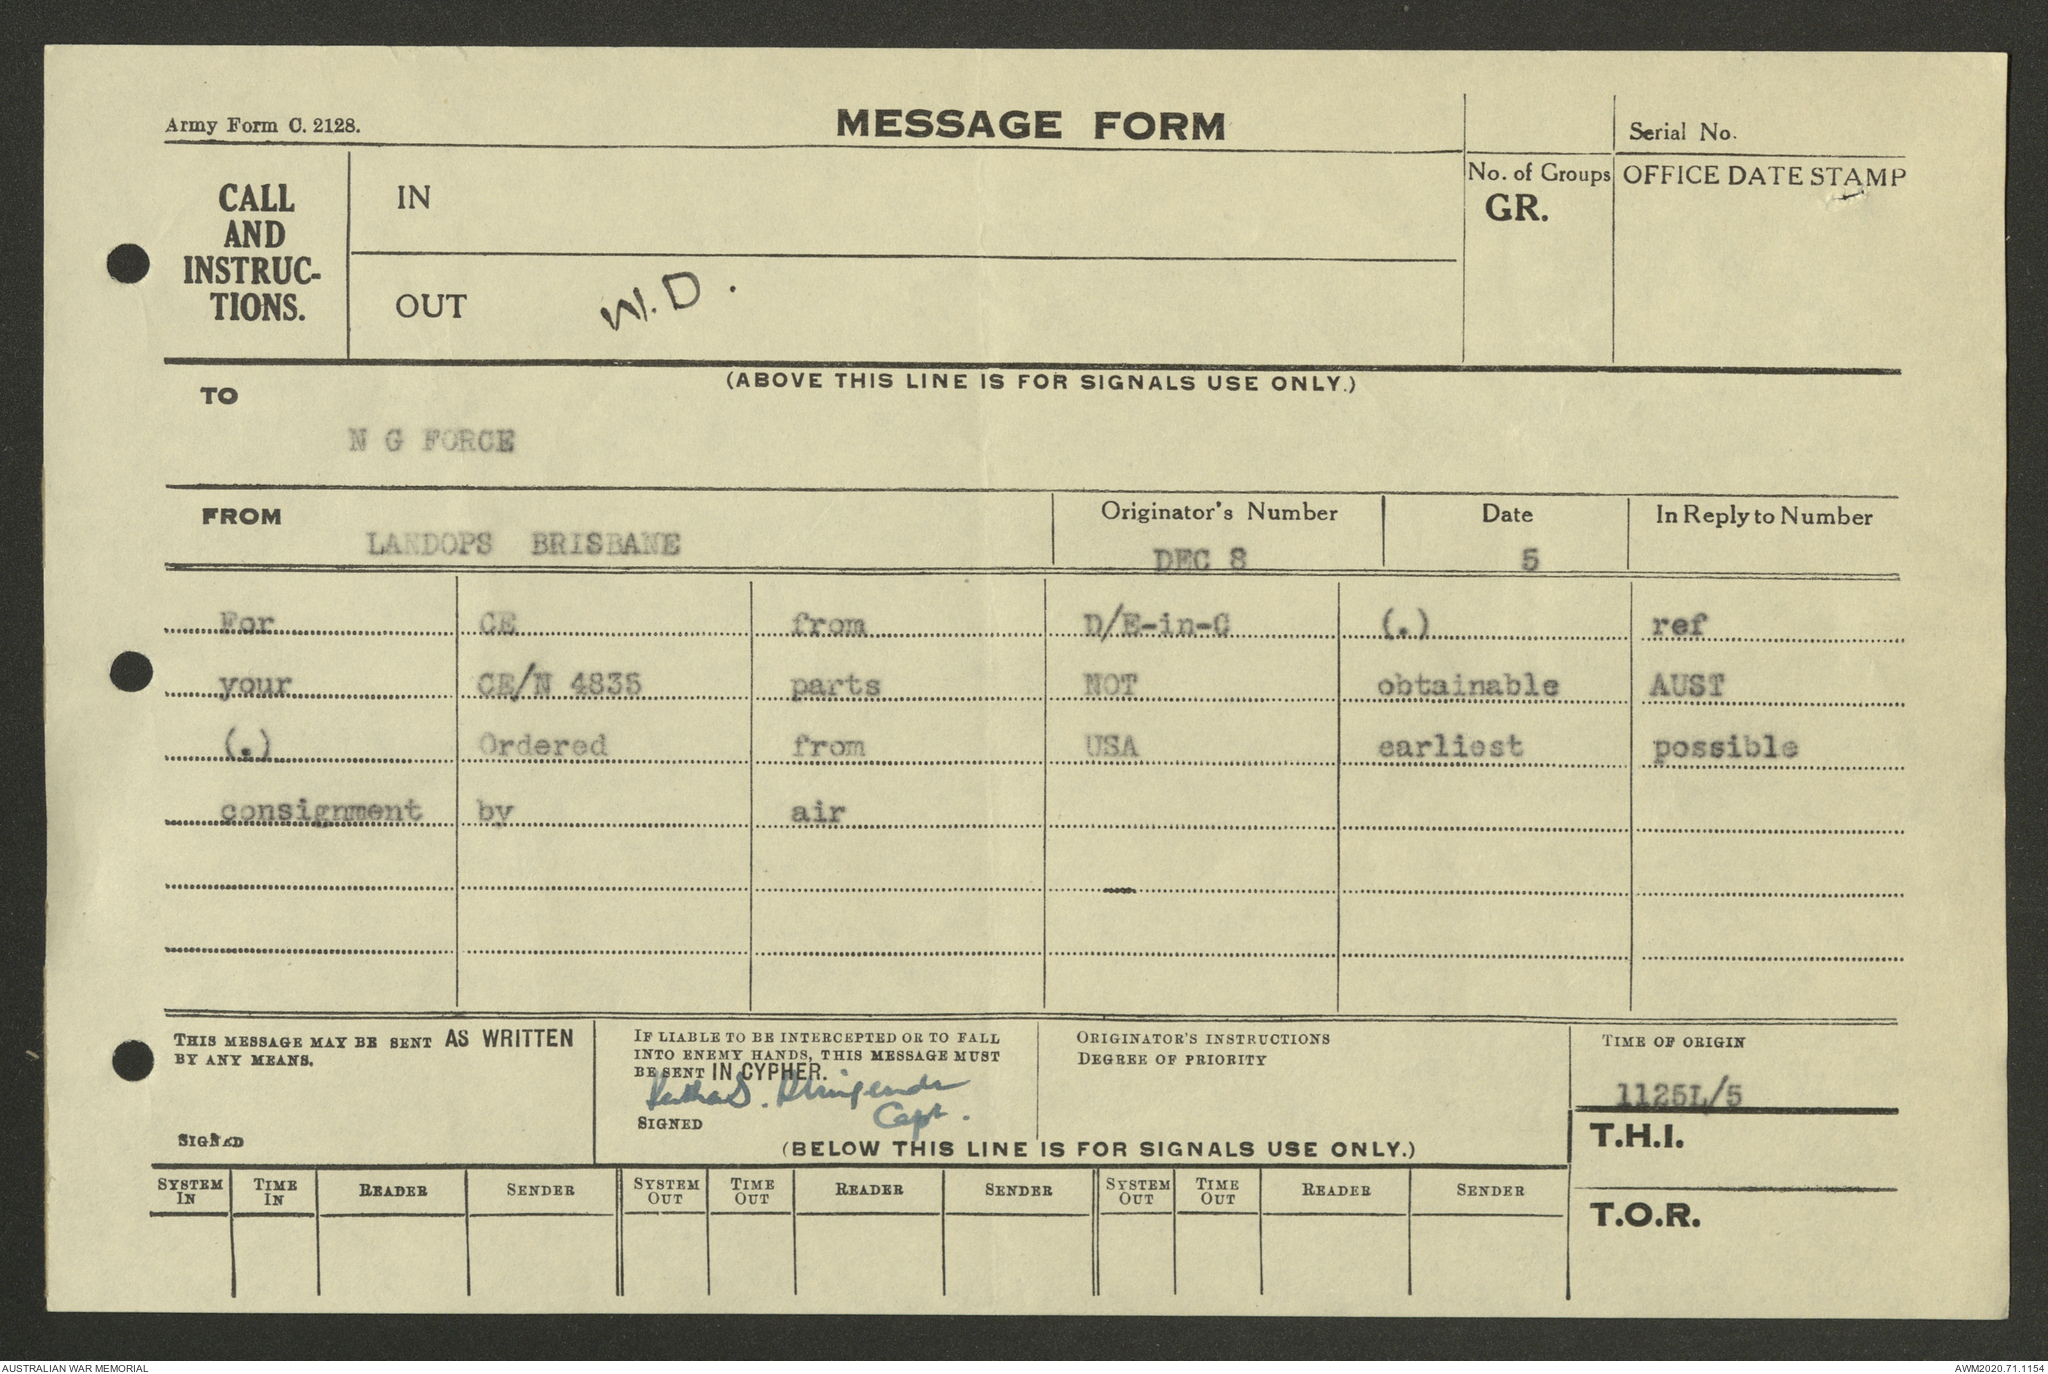 Army Form C. 2128.
MESSAGE FORM
Serial No.
CALL
AND
INSTRUC-
TIONS.
IN
No. of Groups
GR.
OFFICE DATE STAMP
OUT
W.D.
(ABOVE THIS LINE IS FOR SIGNALS USE ONLY.)
TO
N G FORCE
FROM
LANDOPS BRISBANE
Originator's Number
DEC 8
Date
5
In Reply to Number
For CE from D/E-in-C (.) ref
your CE/N 4835 parts NOT obtainable AUST
(.) Ordered from USA earliest possible
consignment by air
THIS MESSAGE MAY BE SENT AS WRITTEN
BY ANY MEANS.
SIGNED
IF LIABLE TO BE INTERCEPTED OR TO FALL
INTO ENEMY HANDS, THIS MESSAGE MUST
BE SENT IN CYPHER.
Capt.
SIGNED
ORIGINATOR'S INSTRUCTIONS
DEGREE OF PRIORITY
TIME OF ORIGIN
1125L/5
T.H.I.
T.O.R.
(BELOW THIS LINE IS FOR SIGNALS USE ONLY.)
SYSTEM IN TIME IN READER SENDER SYSTEM OUT TIME OUT READER SENDER SYSTEM OUT TIME OUT READER SENDER
AUSTRALIAN WAR MEMORIAL
AWM2020.71.1154